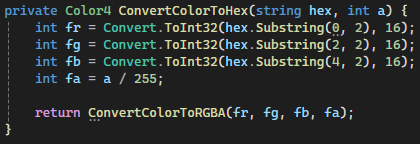 private Color4 ConvertColorToHex(string hex, int a) {
int fr = Convert.ToInt32(hex.Substring(0, 2), 16);
int fg = Convert.ToInt32(hex.Substring(2, 2), 16);
int fb = Convert.ToInt32(hex.Substring(4, 2), 16);
int fa = a / 255;
return ConvertColorToRGBA(fr, fg, fb, fa);
}